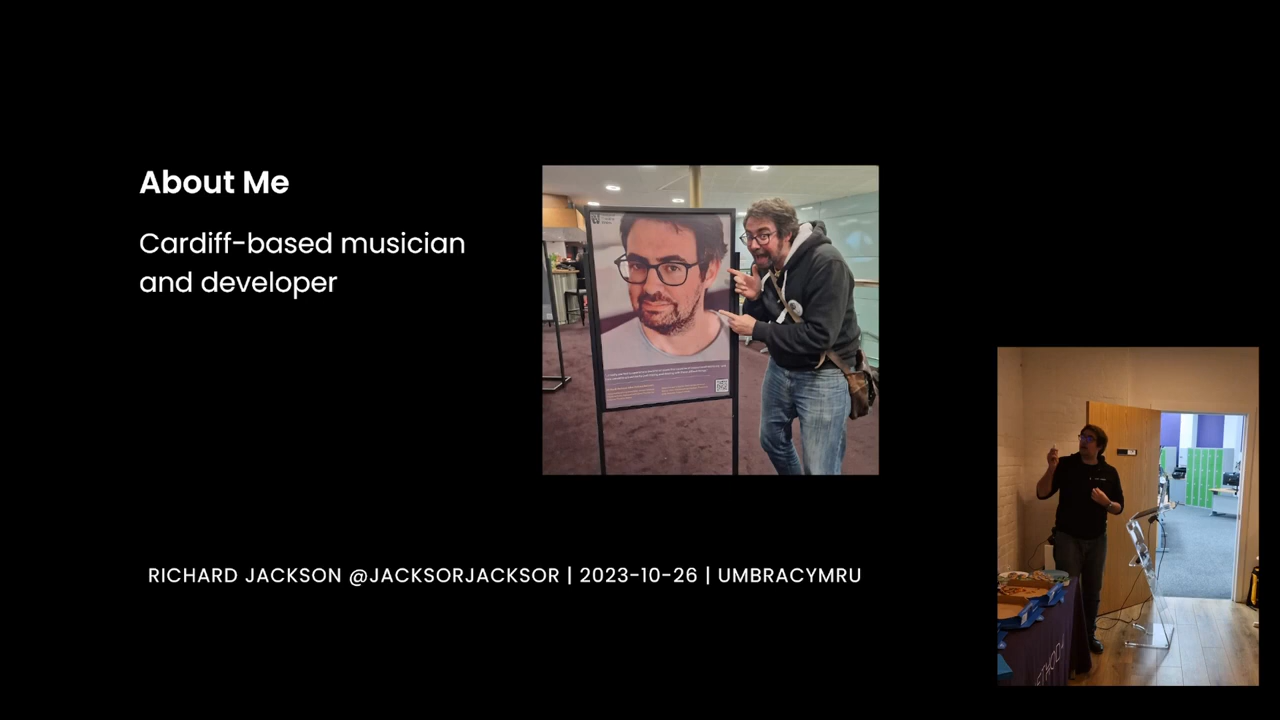 About Me
Cardiff-based musician
and developer
RICHARD JACKSON @JACKSORJACKSOR | 2023-10-26 | UMBRACYMRU